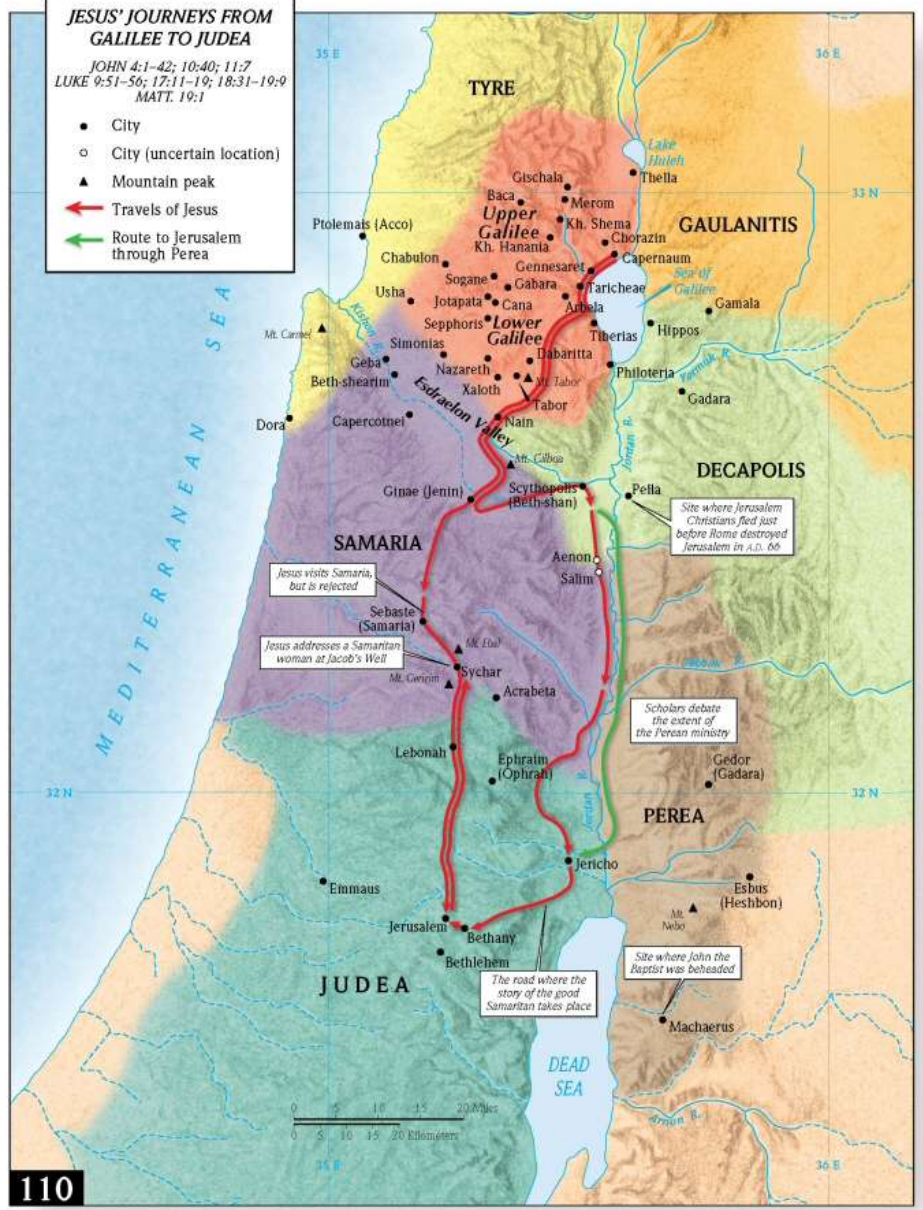 JESUS' JOURNEYS FROM
GALILEE TO JUDEA
JOHN 4:1–42; 10:40; 11:7
LUKE 9:51–56; 17:11–19; 18:31–19:9
MATT. 19:1
City
City (uncertain location)
Mountain peak
Travels of Jesus
Route to Jerusalem
through Perea
35 E
36 E
TYRE
Lake
Huleh
Thella
33 N
Gischala
Baca
Merom
Upper
Galilee
Kh. Shema
Kh. Hanania
Chorazin
GAULANITIS
Ptolemais (Acco)
Capernaum
Chabulon
Gennesaret
Sea of
Galilee
Sogane
Gabara
Taricheae
Usha
Jotapata
Cana
Arbela
Gamala
Kishon R.
Sepphoris
Lower
Galilee
Tiberias
Hippos
Mt. Carmel
Simonias
Dabaritta
Geba
Nazareth
Philoteria
Yarmuk R.
Beth-shearim
Xaloth
Mt. Tabor
Esdraelon Valley
Tabor
Gadara
Dora
Capercotnei
Nain
Jordan R.
Mt. Gilboa
DECAPOLIS
Ginae (Jenin)
Scythopolis
(Beth-shan)
Pella
Site where Jerusalem
Christians fled just
before Rome destroyed
Jerusalem in A.D. 66
SAMARIA
Aenon
Salim
Jesus visits Samaria,
but is rejected
Sebaste
(Samaria)
Jesus addresses a Samaritan
woman at Jacob's Well
Mt. Ebal
Sychar
Mt. Gerizim
Jabbok R.
Acrabeta
Scholars debate
the extent of
the Perean ministry
Lebonah
Ephraim
(Ophrah)
Gedor
(Gadara)
32 N
32 N
Jordan R.
PEREA
Jericho
Emmaus
Esbus
(Heshbon)
Mt.
Nebo
Jerusalem
Bethany
Bethlehem
Site where John the
Baptist was beheaded
JUDEA
The road where the
story of the good
Samaritan takes place
Machaerus
MEDITERRANEAN SEA
DEAD
SEA
0 5 10 15 20 Miles
0 5 10 15 20 Kilometers
Arnon R.
35 E
36 E
110